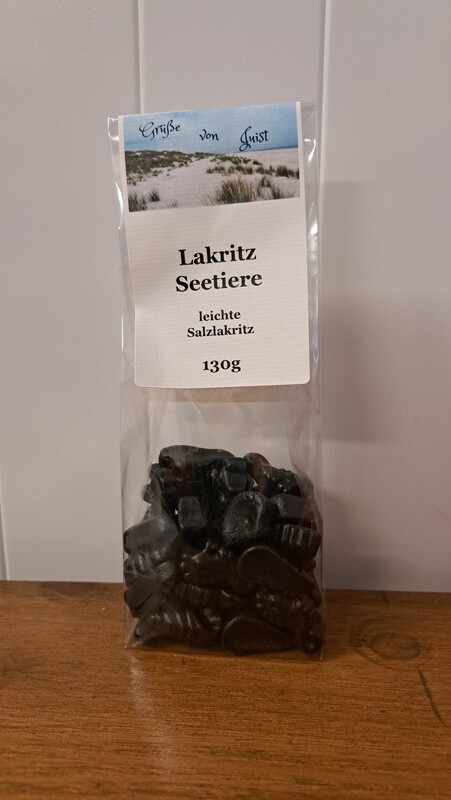 Grüße von Juist
Lakritz
Seetiere
leichte
Salzlakritz
130g